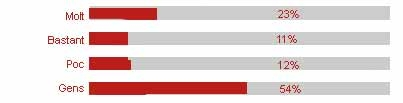 Molt 23%
Bastant 11%
Poc 12%
Gens 54%